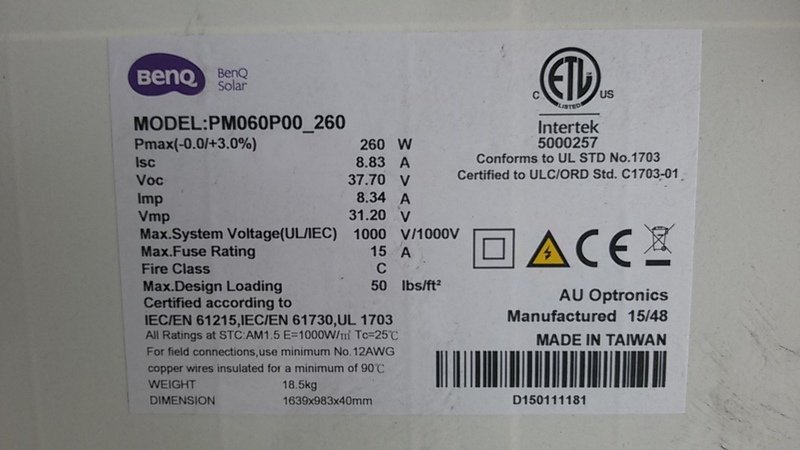 BenQ
BenQ
Solar
MODEL:PM060P00_260
Pmax(-0.0/+3.0%) 260 W
Isc 8.83 A
Voc 37.70 V
Imp 8.34 A
Vmp 31.20 V
Max.System Voltage(UL/IEC) 1000 V/1000V
Max.Fuse Rating 15 A
Fire Class C
Max.Design Loading 50 lbs/ft²
Certified according to
IEC/EN 61215,IEC/EN 61730,UL 1703
All Ratings at STC:AM1.5 E=1000W/㎡ Tc=25℃
For field connections,use minimum No.12AWG
copper wires insulated for a minimum of 90℃
WEIGHT 18.5kg
DIMENSION 1639x983x40mm
ETL
LISTED
C US
Intertek
5000257
Conforms to UL STD No.1703
Certified to ULC/ORD Std. C1703-01
CE
AU Optronics
Manufactured 15/48
MADE IN TAIWAN
D150111181